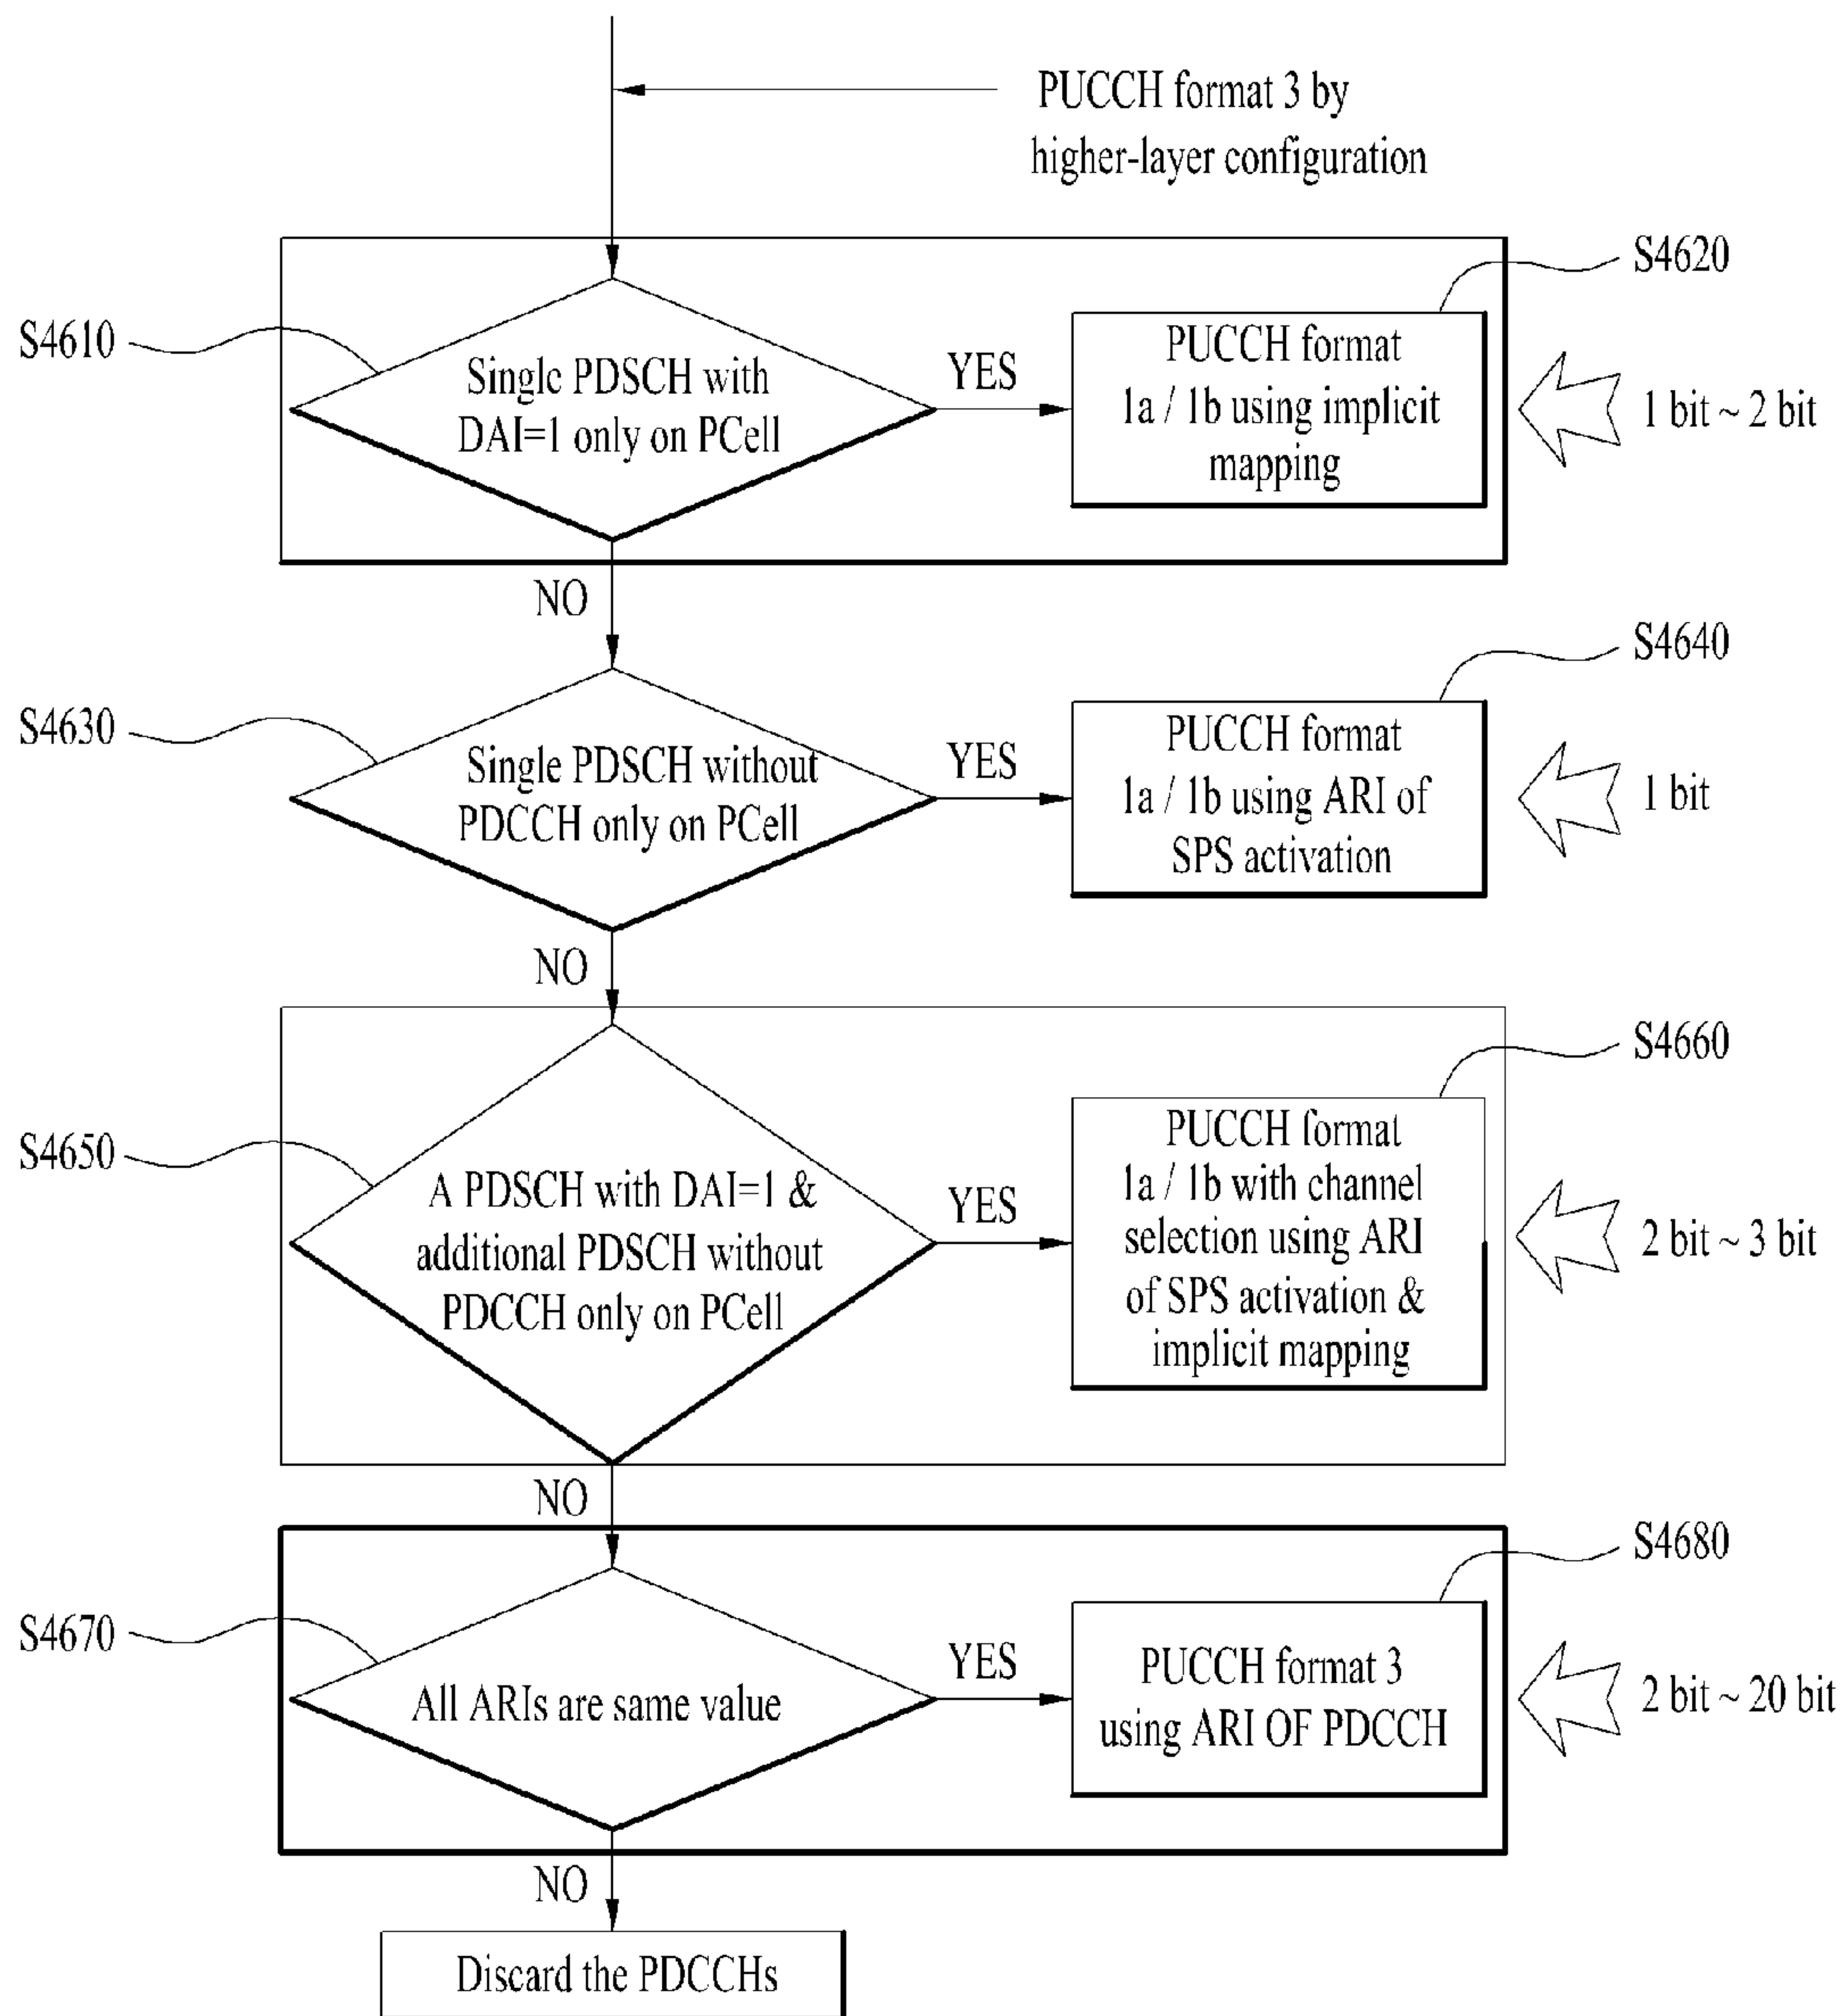 PUCCH format 3 by
higher-layer configuration
S4610
Single PDSCH with
DAI=1 only on PCell
YES
S4620
PUCCH format
1a / 1b using implicit
mapping
1 bit ~ 2 bit
NO
S4630
Single PDSCH without
PDCCH only on PCell
YES
S4640
PUCCH format
1a / 1b using ARI of
SPS activation
1 bit
NO
S4650
A PDSCH with DAI=1 &
additional PDSCH without
PDCCH only on PCell
YES
S4660
PUCCH format
1a / 1b with channel
selection using ARI
of SPS activation &
implicit mapping
2 bit ~ 3 bit
NO
S4670
All ARIs are same value
YES
S4680
PUCCH format 3
using ARI OF PDCCH
2 bit ~ 20 bit
NO
Discard the PDCCHs